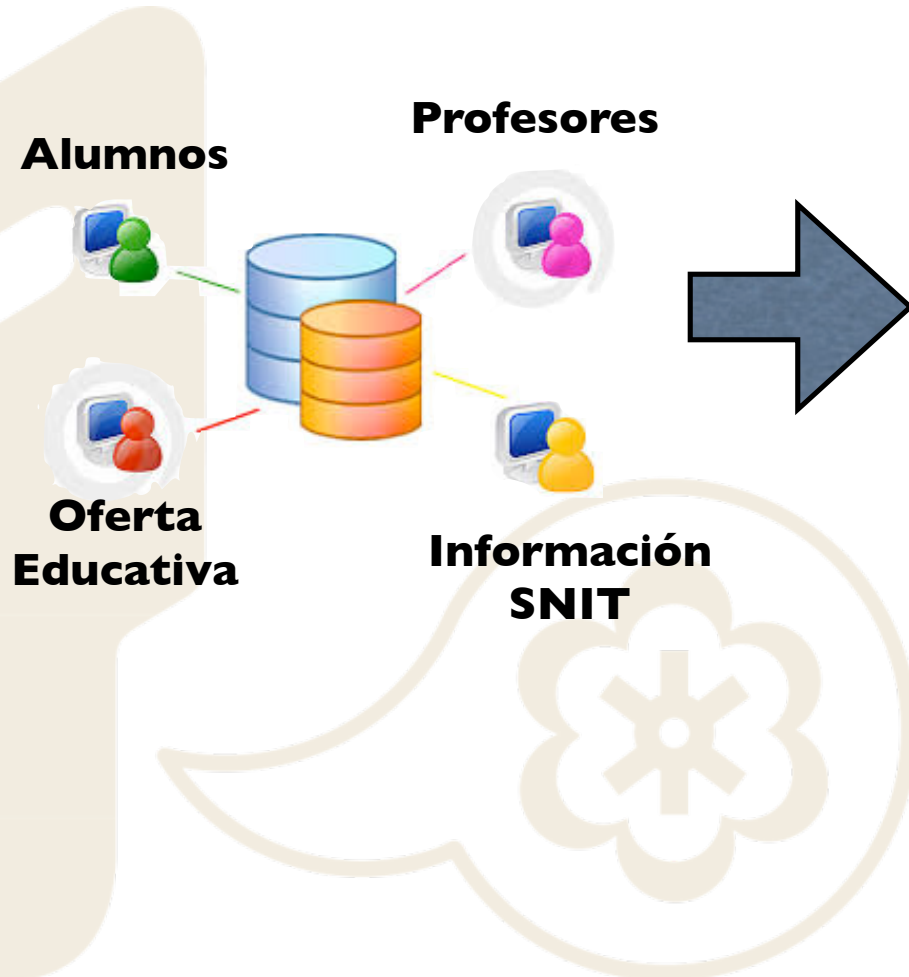 Profesores
Alumnos
Oferta
Educativa
Información
SNIT